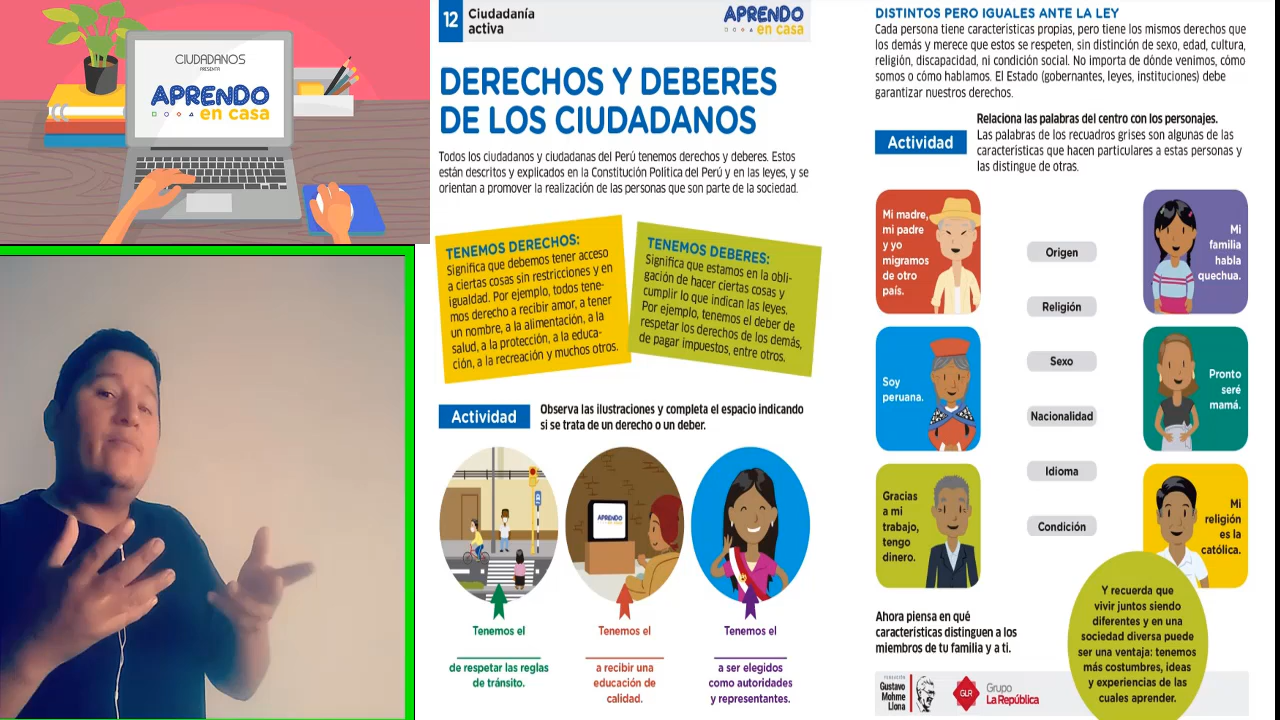 CIUDADANOS
PRESENTA
APRENDO
en casa
12
Ciudadanía
activa
APRENDO
en casa
DERECHOS Y DEBERES
DE LOS CIUDADANOS
Todos los ciudadanos y ciudadanas del Perú tenemos derechos y deberes. Estos
están descritos y explicados en la Constitución Política del Perú y en las leyes, y se
orientan a promover la realización de las personas que son parte de la sociedad.
TENEMOS DERECHOS:
Significa que debemos tener acceso
a ciertas cosas sin restricciones y en
igualdad. Por ejemplo, todos tene-
mos derecho a recibir amor, a tener
un nombre, a la alimentación, a la
salud, a la protección, a la educa-
ción, a la recreación y muchos otros.
TENEMOS DEBERES:
Significa que estamos en la obli-
gación de hacer ciertas cosas y
cumplir lo que indican las leyes.
Por ejemplo, tenemos el deber de
respetar los derechos de los demás,
de pagar impuestos, entre otros.
Actividad
Observa las ilustraciones y completa el espacio indicando
si se trata de un derecho o un deber.
APRENDO
en casa
Tenemos el
de respetar las reglas
de tránsito.
Tenemos el
a recibir una
educación de
calidad.
Tenemos el
a ser elegidos
como autoridades
y representantes.
DISTINTOS PERO IGUALES ANTE LA LEY
Cada persona tiene características propias, pero tiene los mismos derechos que
los demás y merece que estos se respeten, sin distinción de sexo, edad, cultura,
religión, discapacidad, ni condición social. No importa de dónde venimos, cómo
somos o cómo hablamos. El Estado (gobernantes, leyes, instituciones) debe
garantizar nuestros derechos.
Actividad
Relaciona las palabras del centro con los personajes.
Las palabras de los recuadros grises son algunas de las
características que hacen particulares a estas personas y
las distingue de otras.
Mi madre,
mi padre
y yo
migramos
de otro
país.
Soy
peruana.
Gracias
a mi
trabajo,
tengo
dinero.
Origen
Religión
Sexo
Nacionalidad
Idioma
Condición
Mi
familia
habla
quechua.
Pronto
seré
mamá.
Mi
religión
es la
católica.
Ahora piensa en qué
características distinguen a los
miembros de tu familia y a ti.
Y recuerda que
vivir juntos siendo
diferentes y en una
sociedad diversa puede
ser una ventaja: tenemos
más costumbres, ideas
y experiencias de las
cuales aprender.
FUNDACIÓN
Gustavo
Mohme
Llona
GLR
Grupo
La República